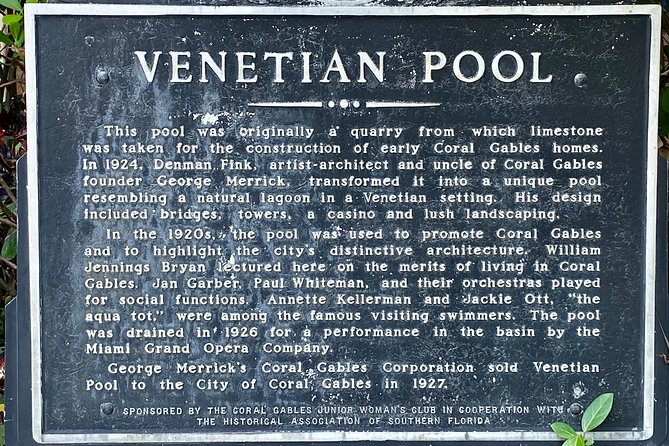 VENETIAN POOL
This pool was originally a quarry from which limestone
was taken for the construction of early Coral Gables homes.
In 1924, Denman Fink, artist-architect and uncle of Coral Gables
founder George Merrick, transformed it into a unique pool
resembling a natural lagoon in a Venetian setting. His design
included bridges, towers, a casino and lush landscaping.
In the 1920s, the pool was used to promote Coral Gables
and to highlight the city's distinctive architecture. William
Jennings Bryan lectured here on the merits of living in Coral
Gables. Jan Garber, Paul Whiteman, and their orchestras played
for social functions. Annette Kellerman and Jackie Ott, "the
aqua tot," were among the famous visiting swimmers. The pool
was drained in 1926 for a performance in the basin by the
Miami Grand Opera Company.
George Merrick's Coral Gables Corporation sold Venetian
Pool to the City of Coral Gables in 1927.
SPONSORED BY THE CORAL GABLES JUNIOR WOMAN'S CLUB IN COOPERATION WITH
THE HISTORICAL ASSOCIATION OF SOUTHERN FLORIDA